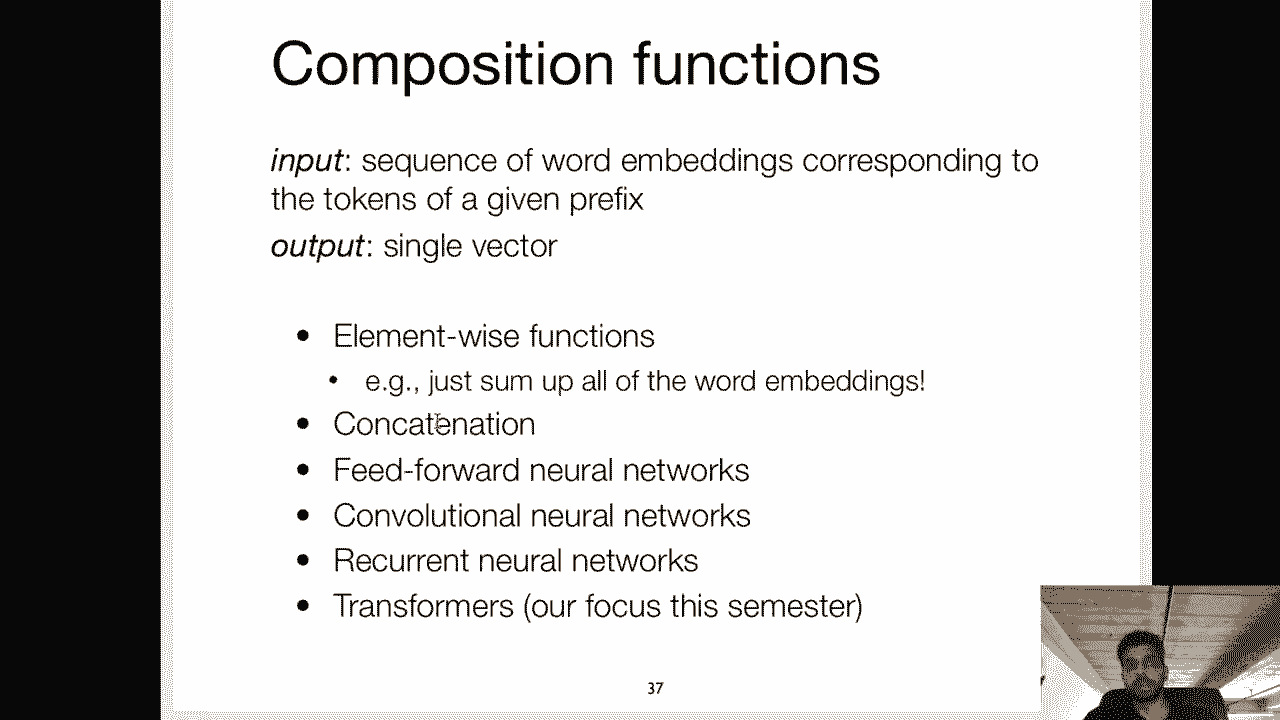 Composition functions
input: sequence of word embeddings corresponding to
the tokens of a given prefix
output: single vector
• Element-wise functions
• e.g., just sum up all of the word embeddings!
• Concatenation
• Feed-forward neural networks
• Convolutional neural networks
• Recurrent neural networks
• Transformers (our focus this semester)
37